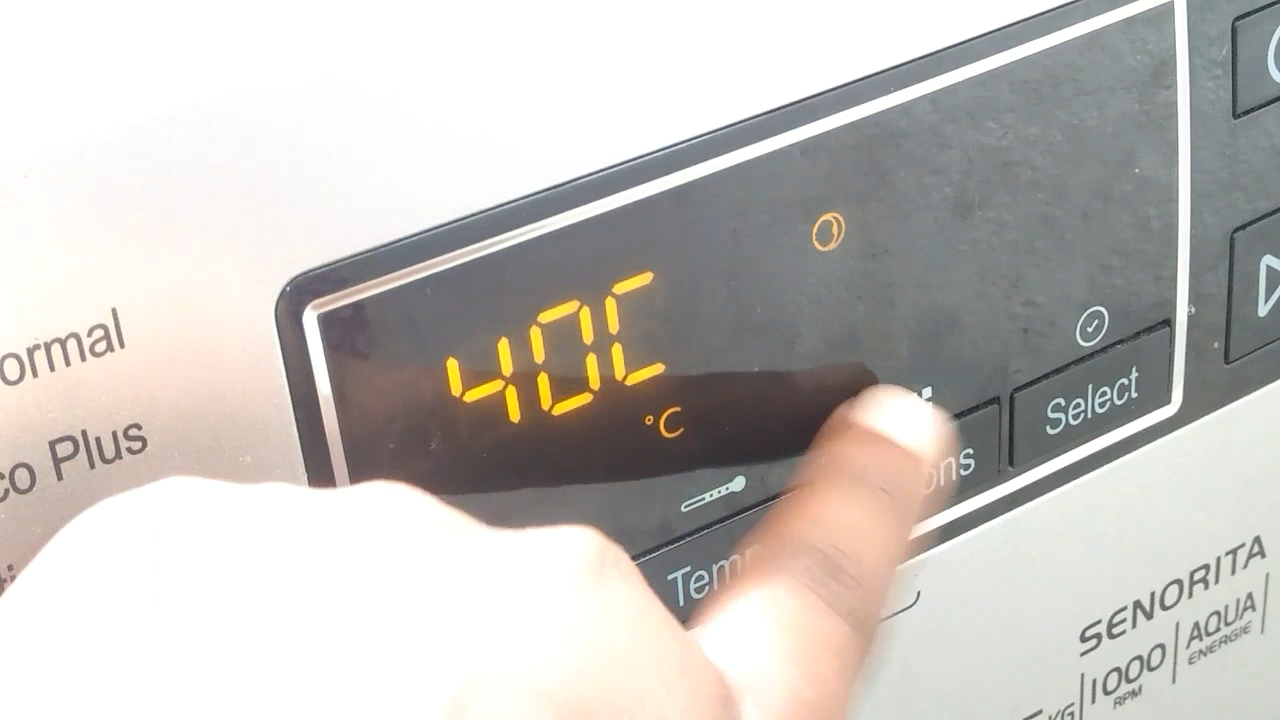 ormal
co Plus
40C
°C
Select
ons
Temp
SENORITA
KG
1000
RPM
AQUA
ENERGIE